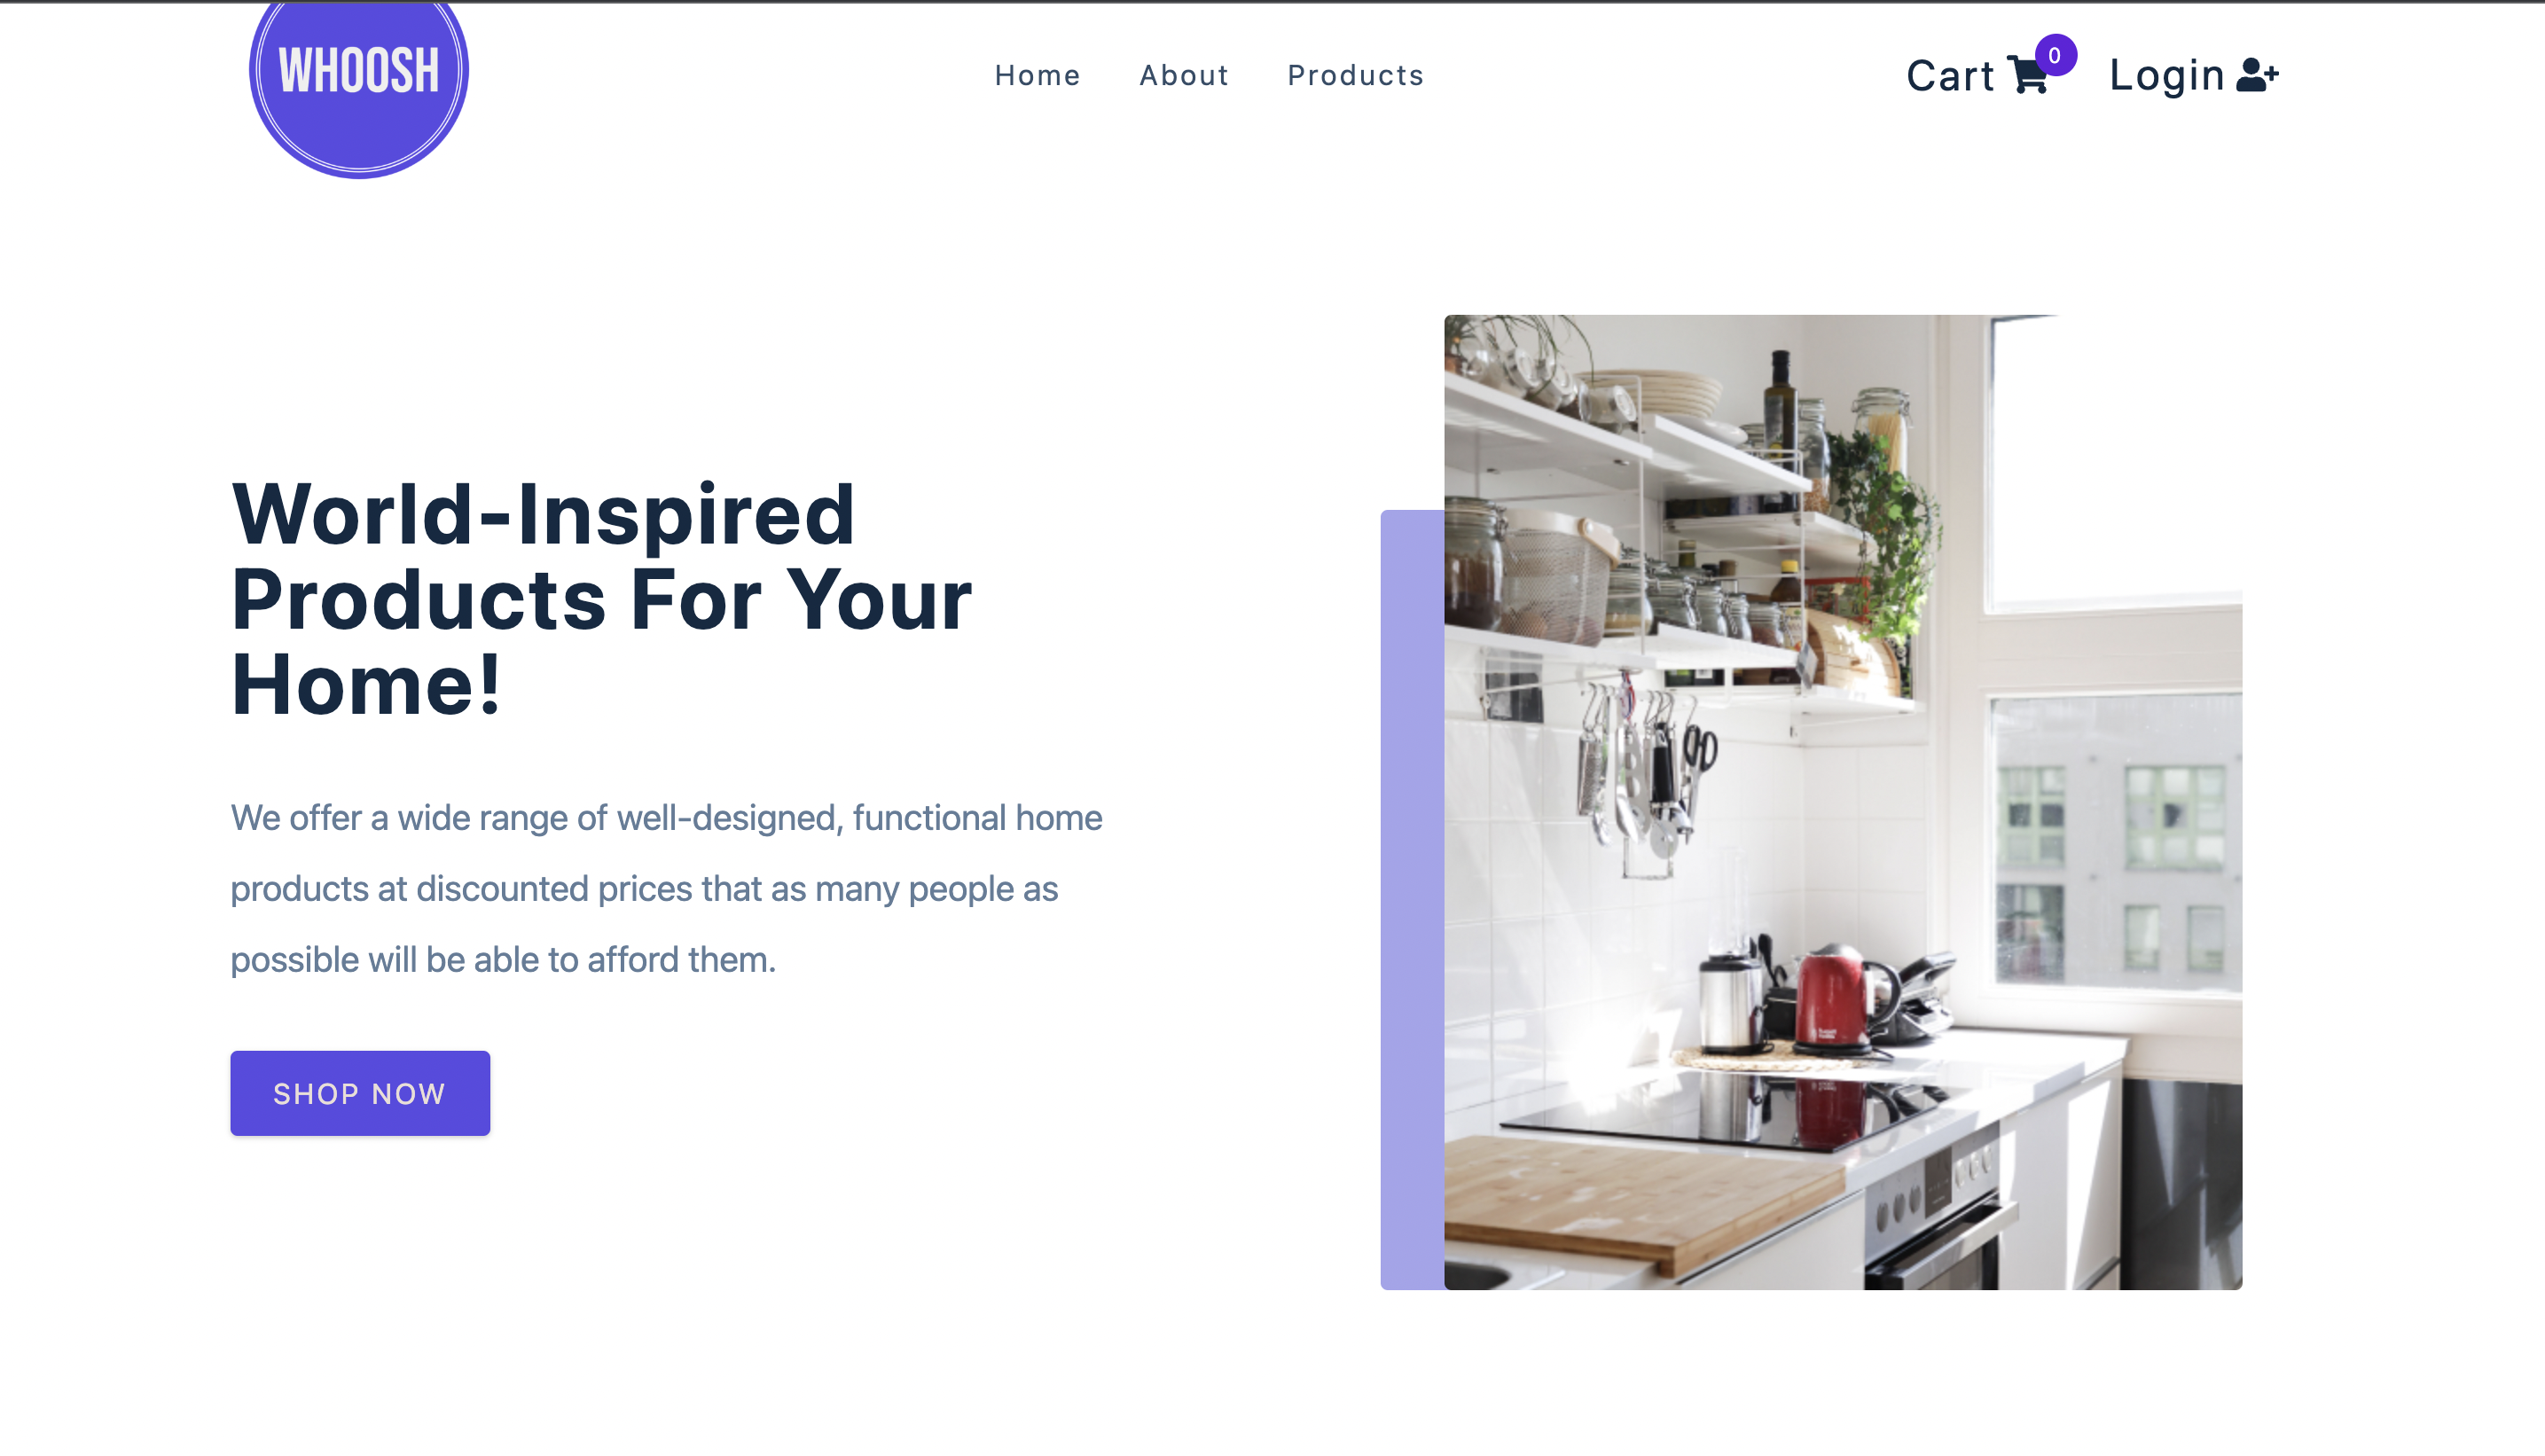 WHOOSH
Home About Products
Cart 0 Login
World-Inspired
Products For Your
Home!
We offer a wide range of well-designed, functional home
products at discounted prices that as many people as
possible will be able to afford them.
SHOP NOW